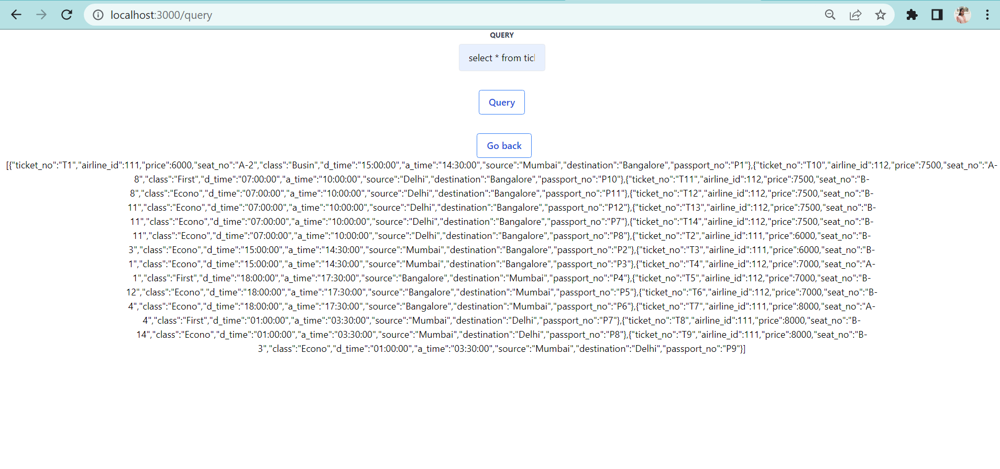 localhost:3000/query
QUERY
select * from tic
Query
Go back
[{"ticket_no":"T1","airline_id":111,"price":6000,"seat_no":"A-2","class":"Busin","d_time":"15:00:00","a_time":"14:30:00","source":"Mumbai","destination":"Bangalore","passport_no":"P1"},{"ticket_no":"T10","airline_id":112,"price":7500,"seat_no":"A-
8","class":"First","d_time":"07:00:00","a_time":"10:00:00","source":"Delhi","destination":"Bangalore","passport_no":"P10"},{"ticket_no":"T11","airline_id":112,"price":7500,"seat_no":"B-
8","class":"Econo","d_time":"07:00:00","a_time":"10:00:00","source":"Delhi","destination":"Bangalore","passport_no":"P11"},{"ticket_no":"T12","airline_id":112,"price":7500,"seat_no":"B-
11","class":"Econo","d_time":"07:00:00","a_time":"10:00:00","source":"Delhi","destination":"Bangalore","passport_no":"P12"},{"ticket_no":"T13","airline_id":112,"price":7500,"seat_no":"B-
11","class":"Econo","d_time":"07:00:00","a_time":"10:00:00","source":"Delhi","destination":"Bangalore","passport_no":"P7"},{"ticket_no":"T14","airline_id":112,"price":7500,"seat_no":"B-
11","class":"Econo","d_time":"07:00:00","a_time":"10:00:00","source":"Delhi","destination":"Bangalore","passport_no":"P8"},{"ticket_no":"T2","airline_id":111,"price":6000,"seat_no":"B-
3","class":"Econo","d_time":"15:00:00","a_time":"14:30:00","source":"Mumbai","destination":"Bangalore","passport_no":"P2"},{"ticket_no":"T3","airline_id":111,"price":6000,"seat_no":"B-
1","class":"Econo","d_time":"15:00:00","a_time":"14:30:00","source":"Mumbai","destination":"Bangalore","passport_no":"P3"},{"ticket_no":"T4","airline_id":112,"price":7000,"seat_no":"A-
1","class":"First","d_time":"18:00:00","a_time":"17:30:00","source":"Bangalore","destination":"Mumbai","passport_no":"P4"},{"ticket_no":"T5","airline_id":112,"price":7000,"seat_no":"B-
12","class":"Econo","d_time":"18:00:00","a_time":"17:30:00","source":"Bangalore","destination":"Mumbai","passport_no":"P5"},{"ticket_no":"T6","airline_id":112,"price":7000,"seat_no":"B-
4","class":"Econo","d_time":"18:00:00","a_time":"17:30:00","source":"Bangalore","destination":"Mumbai","passport_no":"P6"},{"ticket_no":"T7","airline_id":111,"price":8000,"seat_no":"A-
4","class":"First","d_time":"01:00:00","a_time":"03:30:00","source":"Mumbai","destination":"Delhi","passport_no":"P7"},{"ticket_no":"T8","airline_id":111,"price":8000,"seat_no":"B-
14","class":"Econo","d_time":"01:00:00","a_time":"03:30:00","source":"Mumbai","destination":"Delhi","passport_no":"P8"},{"ticket_no":"T9","airline_id":111,"price":8000,"seat_no":"B-
3","class":"Econo","d_time":"01:00:00","a_time":"03:30:00","source":"Mumbai","destination":"Delhi","passport_no":"P9"}]